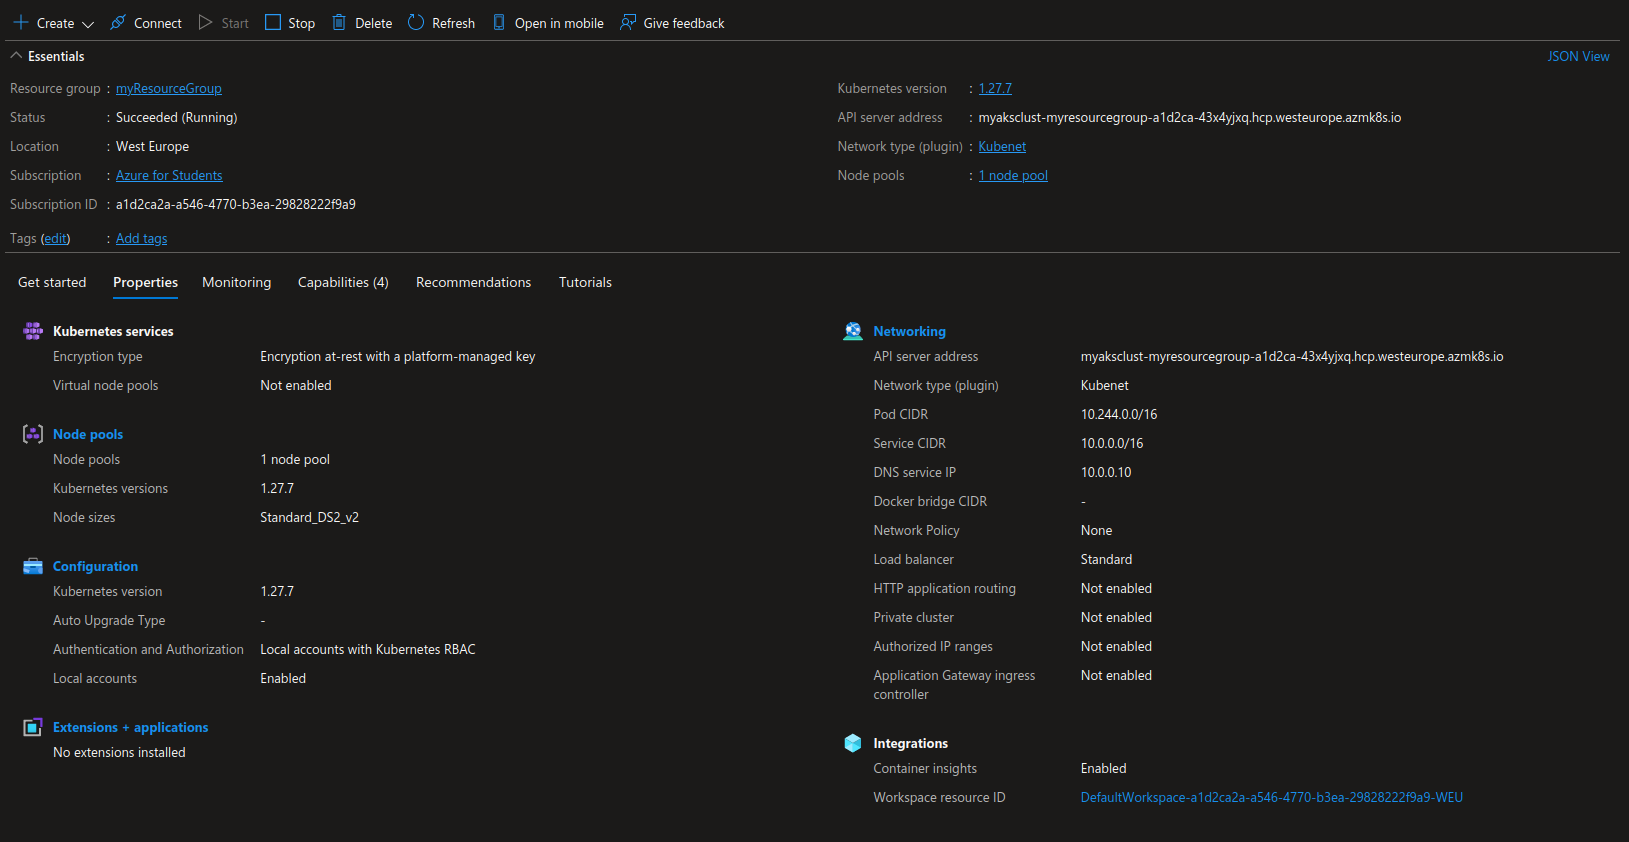 Create Connect Start Stop Delete Refresh Open in mobile Give feedback
Essentials JSON View
Resource group : myResourceGroup
Status : Succeeded (Running)
Location : West Europe
Subscription : Azure for Students
Subscription ID : a1d2ca2a-a546-4770-b3ea-29828222f9a9
Tags (edit) : Add tags
Kubernetes version : 1.27.7
API server address : myaksclust-myresourcegroup-a1d2ca-43x4yjxq.hcp.westeurope.azmk8s.io
Network type (plugin) : Kubenet
Node pools : 1 node pool
Get started Properties Monitoring Capabilities (4) Recommendations Tutorials
Kubernetes services
Encryption type Encryption at-rest with a platform-managed key
Virtual node pools Not enabled
Node pools
Node pools 1 node pool
Kubernetes versions 1.27.7
Node sizes Standard_DS2_v2
Configuration
Kubernetes version 1.27.7
Auto Upgrade Type -
Authentication and Authorization Local accounts with Kubernetes RBAC
Local accounts Enabled
Extensions + applications
No extensions installed
Networking
API server address myaksclust-myresourcegroup-a1d2ca-43x4yjxq.hcp.westeurope.azmk8s.io
Network type (plugin) Kubenet
Pod CIDR 10.244.0.0/16
Service CIDR 10.0.0.0/16
DNS service IP 10.0.0.10
Docker bridge CIDR -
Network Policy None
Load balancer Standard
HTTP application routing Not enabled
Private cluster Not enabled
Authorized IP ranges Not enabled
Application Gateway ingress Not enabled
controller
Integrations
Container insights Enabled
Workspace resource ID DefaultWorkspace-a1d2ca2a-a546-4770-b3ea-29828222f9a9-WEU